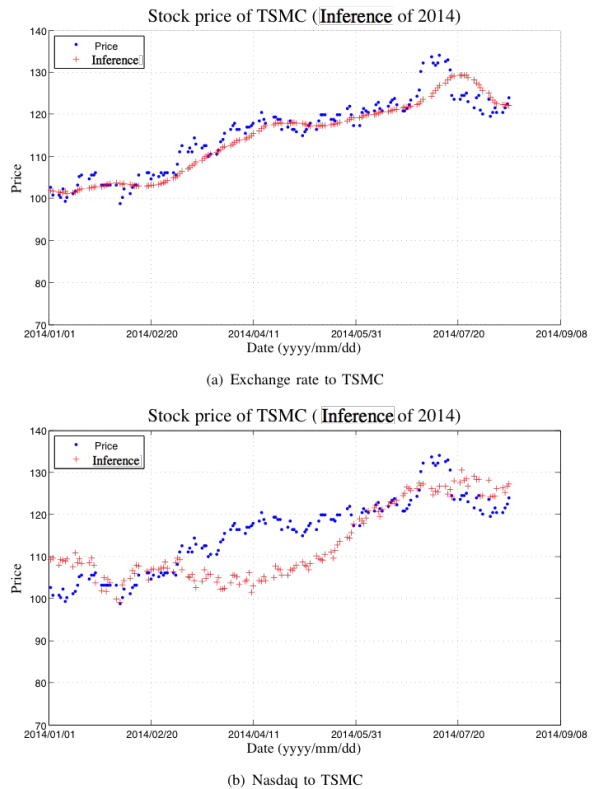 Stock price of TSMC ( Inference of 2014)
140
130
120
110
100
90
80
70
Price
Price
Inference
2014/01/01 2014/02/20 2014/04/11 2014/05/31 2014/07/20 2014/09/08
Date (yyyy/mm/dd)
(a) Exchange rate to TSMC
Stock price of TSMC ( Inference of 2014)
140
130
120
110
100
90
80
70
Price
Price
Inference
2014/01/01 2014/02/20 2014/04/11 2014/05/31 2014/07/20 2014/09/08
Date (yyyy/mm/dd)
(b) Nasdaq to TSMC